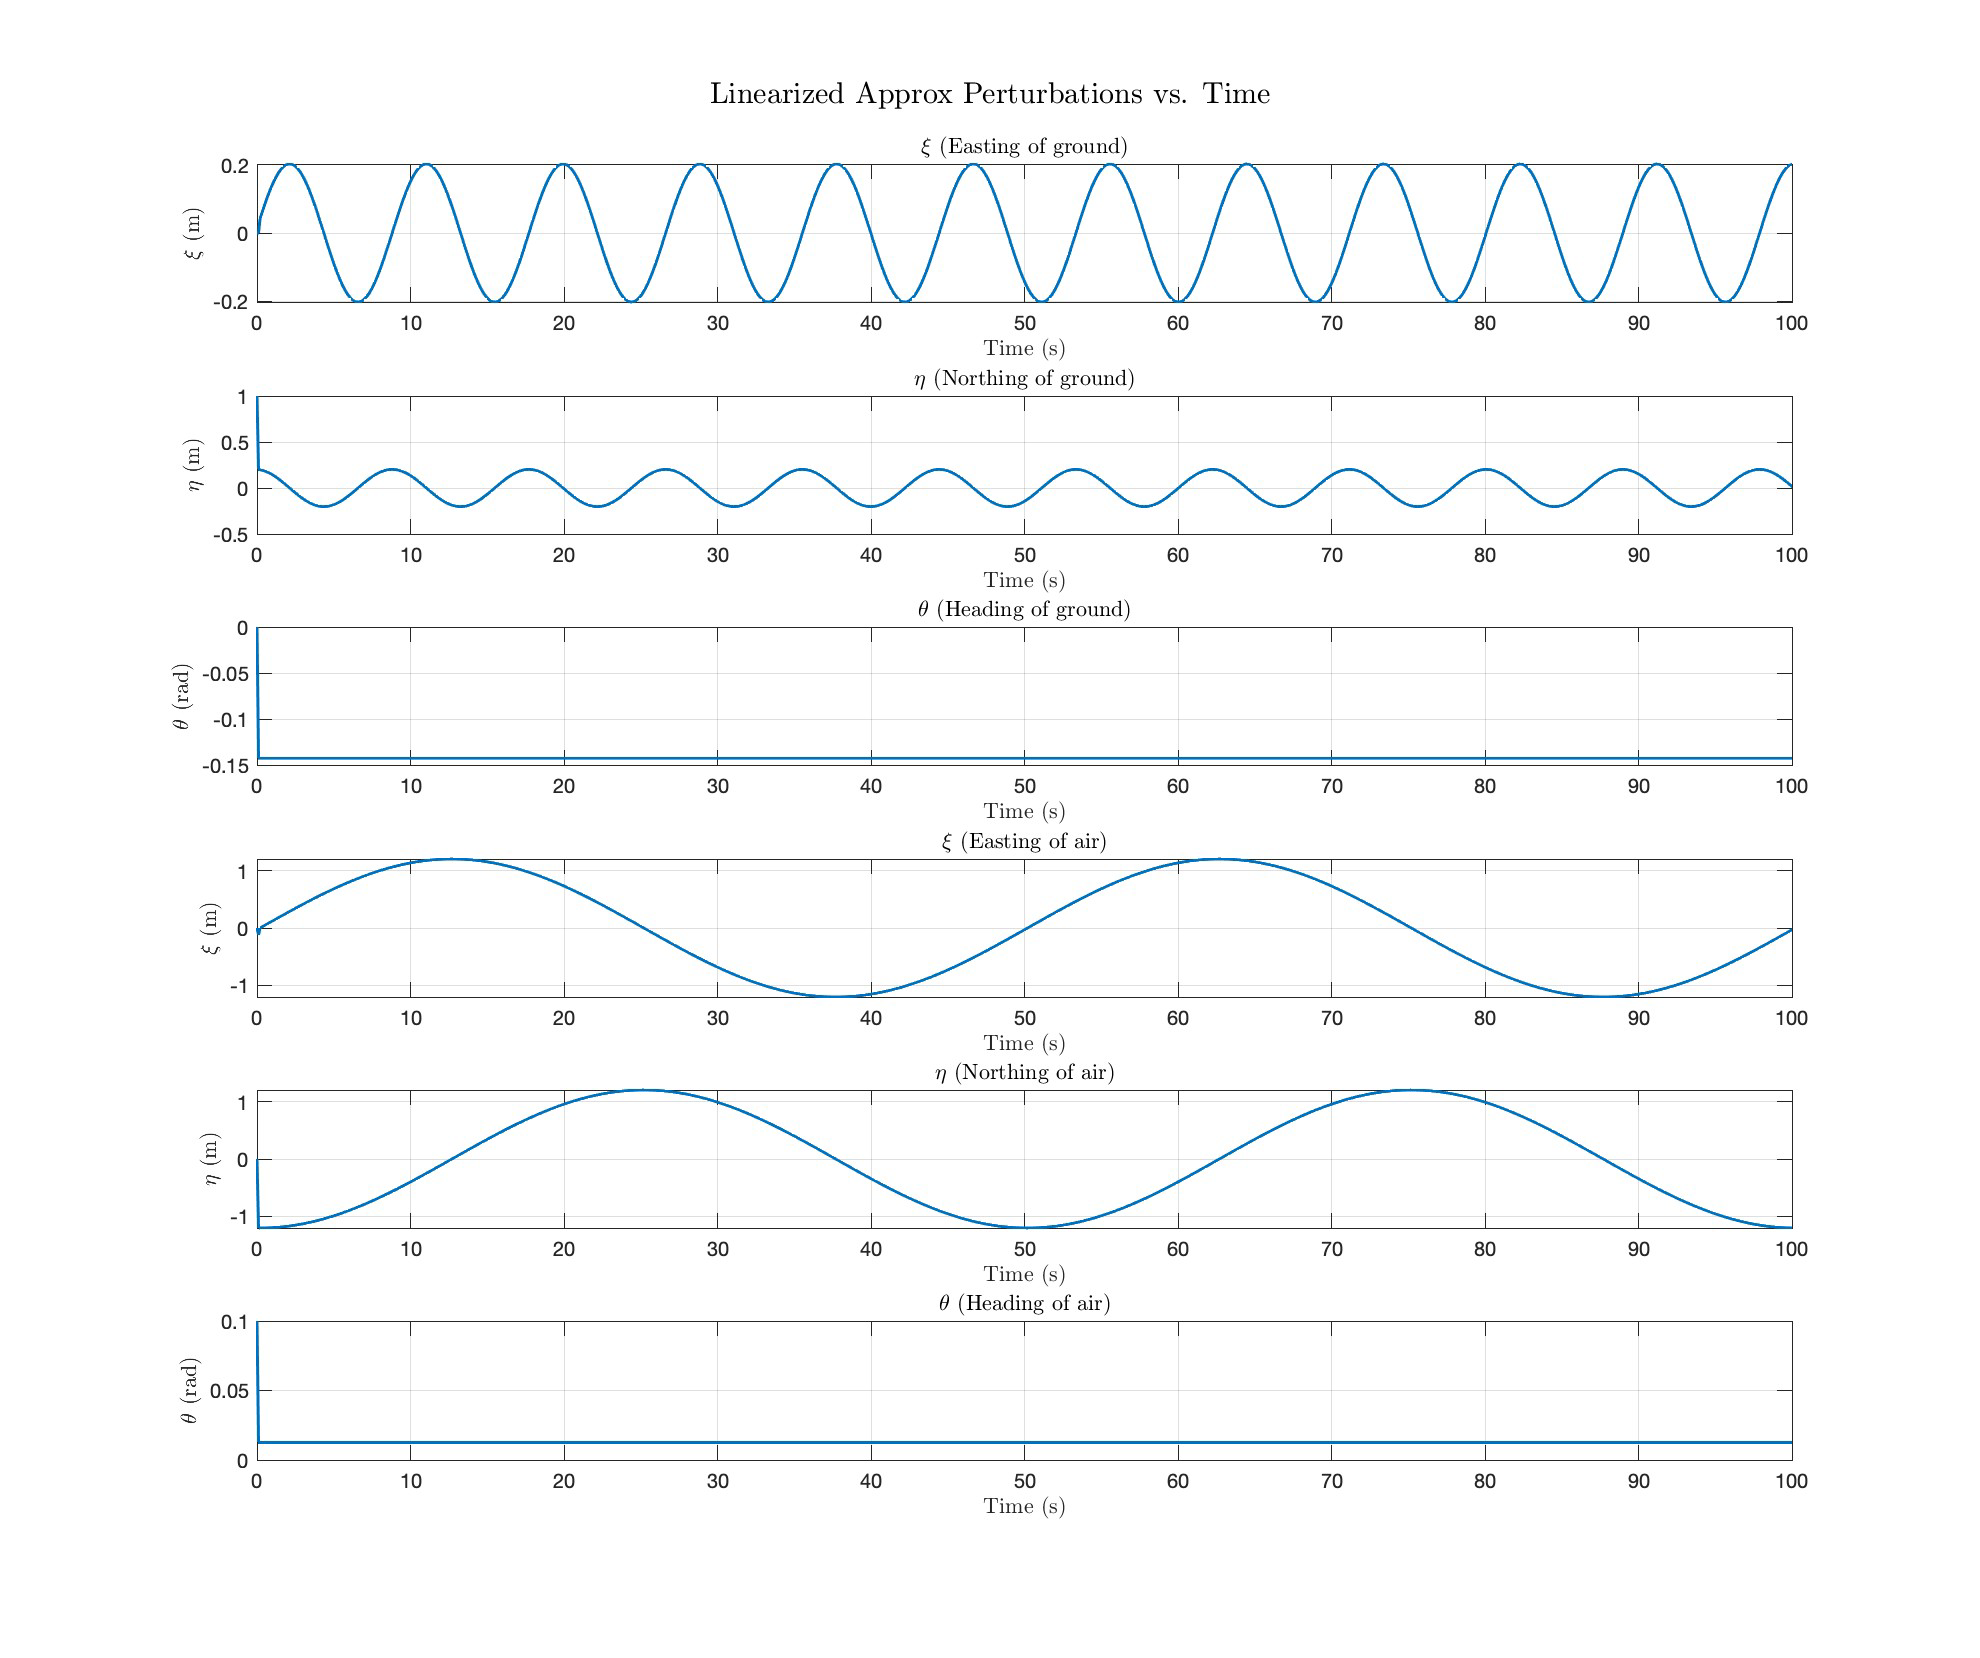 Linearized Approx Perturbations vs. Time
ξ (Easting of ground)
ξ (m)
0.2
0
-0.2
0 10 20 30 40 50 60 70 80 90 100
Time (s)
η (Northing of ground)
η (m)
1
0.5
0
-0.5
0 10 20 30 40 50 60 70 80 90 100
Time (s)
θ (Heading of ground)
θ (rad)
0
-0.05
-0.1
-0.15
0 10 20 30 40 50 60 70 80 90 100
Time (s)
ξ (Easting of air)
ξ (m)
1
0
-1
0 10 20 30 40 50 60 70 80 90 100
Time (s)
η (Northing of air)
η (m)
1
0
-1
0 10 20 30 40 50 60 70 80 90 100
Time (s)
θ (Heading of air)
θ (rad)
0.1
0.05
0
0 10 20 30 40 50 60 70 80 90 100
Time (s)